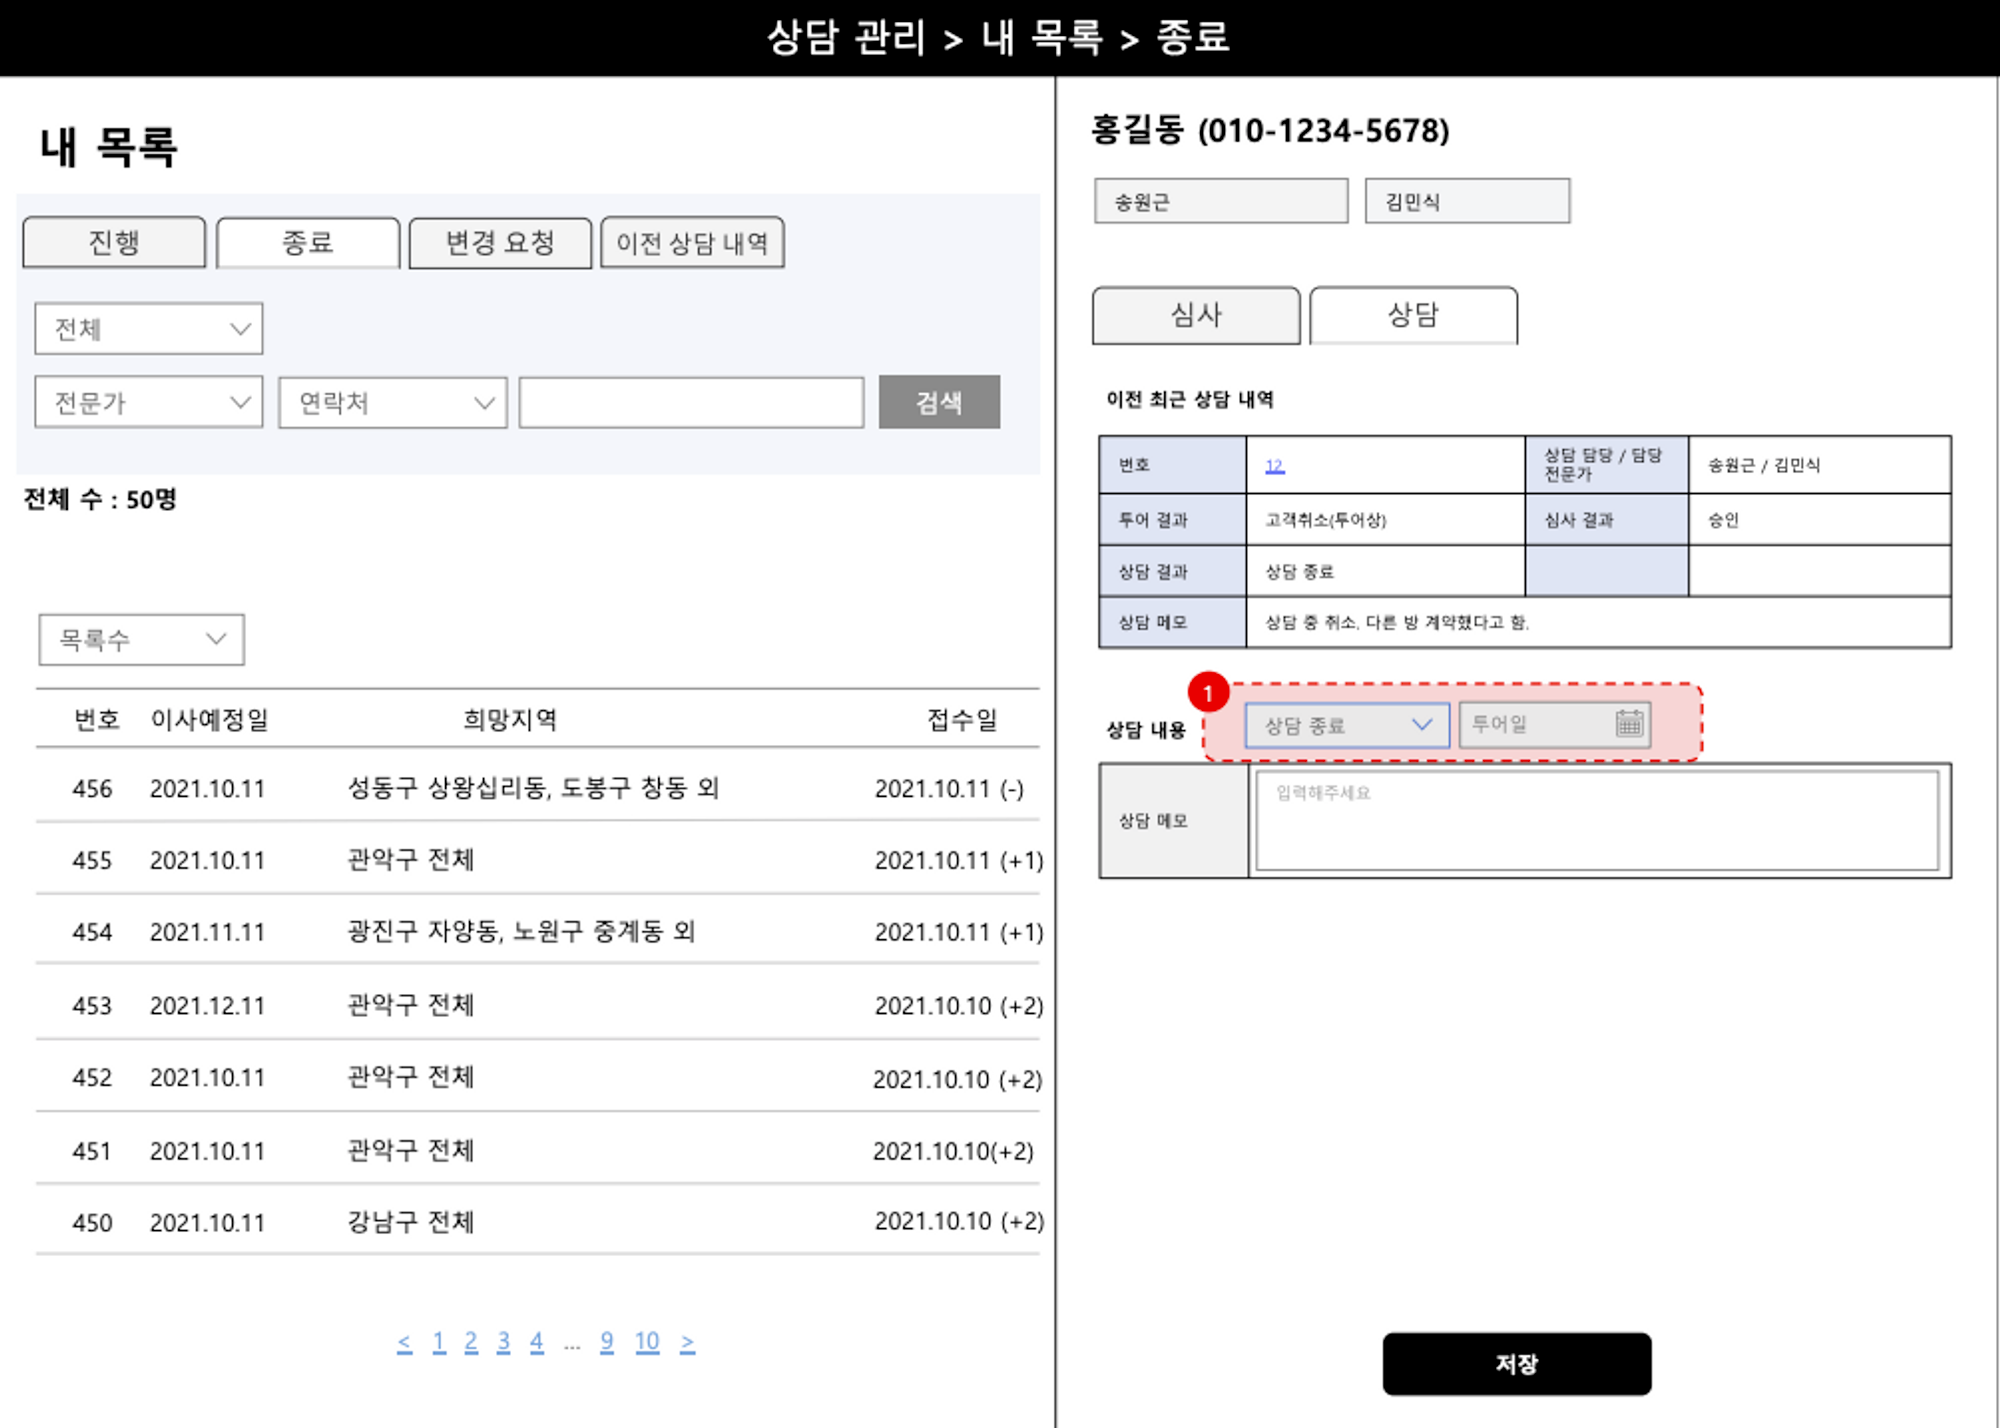 상담 관리 > 내 목록 > 종료
내 목록
진행 종료 변경 요청 이전 상담 내역
전체
전문가 연락처 검색
전체 수 : 50명
목록수
번호 이사예정일 희망지역 접수일
456 2021.10.11 성동구 상왕십리동, 도봉구 창동 외 2021.10.11 (-)
455 2021.10.11 관악구 전체 2021.10.11 (+1)
454 2021.11.11 광진구 자양동, 노원구 중계동 외 2021.10.11 (+1)
453 2021.12.11 관악구 전체 2021.10.10 (+2)
452 2021.10.11 관악구 전체 2021.10.10 (+2)
451 2021.10.11 관악구 전체 2021.10.10(+2)
450 2021.10.11 강남구 전체 2021.10.10 (+2)
< 1 2 3 4 ... 9 10 >
홍길동 (010-1234-5678)
송원근 김민식
심사 상담
이전 최근 상담 내역
번호 12 상담 담당 / 담당
전문가 송원근 / 김민식
투어 결과 고객취소(투어상) 심사 결과 승인
상담 결과 상담 종료
상담 메모 상담 중 취소. 다른 방 계약했다고 함.
1
상담 내용 상담 종료 투어일
상담 메모 입력해주세요
저장